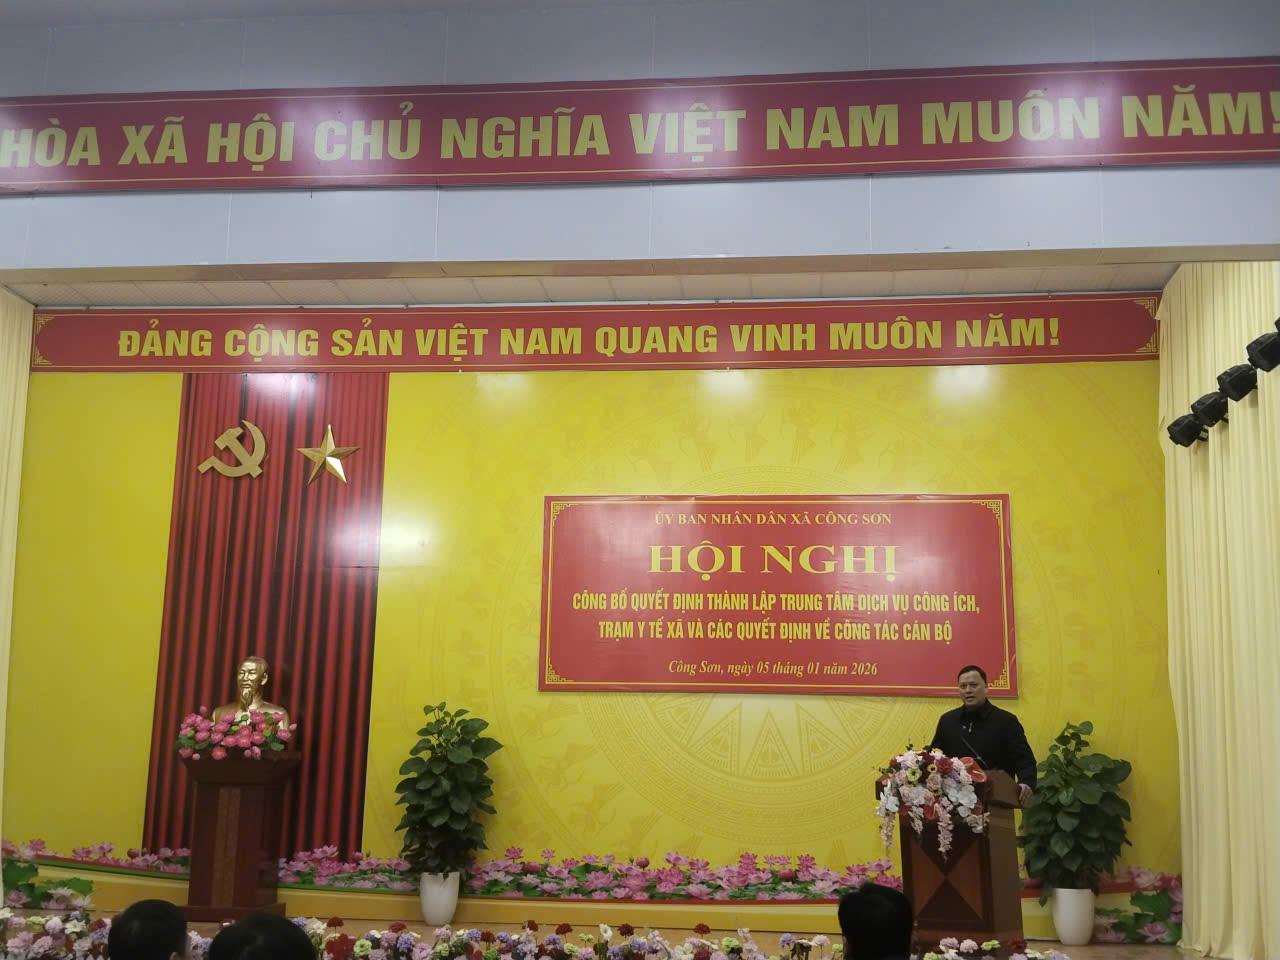 HÒA XÃ HỘI CHỦ NGHĨA VIỆT NAM MUÔN NĂM!
ĐẢNG CỘNG SẢN VIỆT NAM QUANG VINH MUÔN NĂM!
ỦY BAN NHÂN DÂN XÃ CÔNG SƠN
HỘI NGHỊ
CÔNG BỐ QUYẾT ĐỊNH THÀNH LẬP TRUNG TÂM DỊCH VỤ CÔNG ÍCH,
TRẠM Y TẾ XÃ VÀ CÁC QUYẾT ĐỊNH VỀ CÔNG TÁC CÁN BỘ
Công Sơn, ngày 05 tháng 01 năm 2026